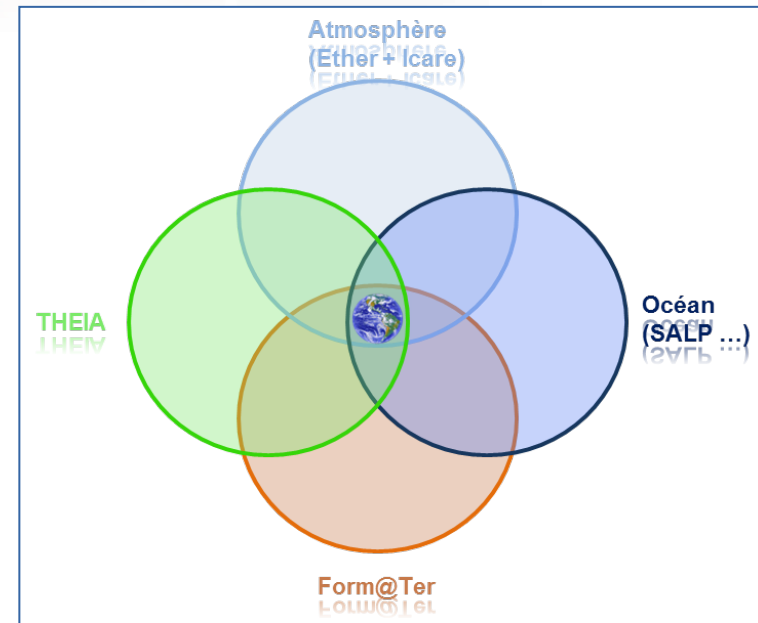 Atmosphère
(Ether + Icare)
THEIA
Océan
(SALP ...)
Form@Ter